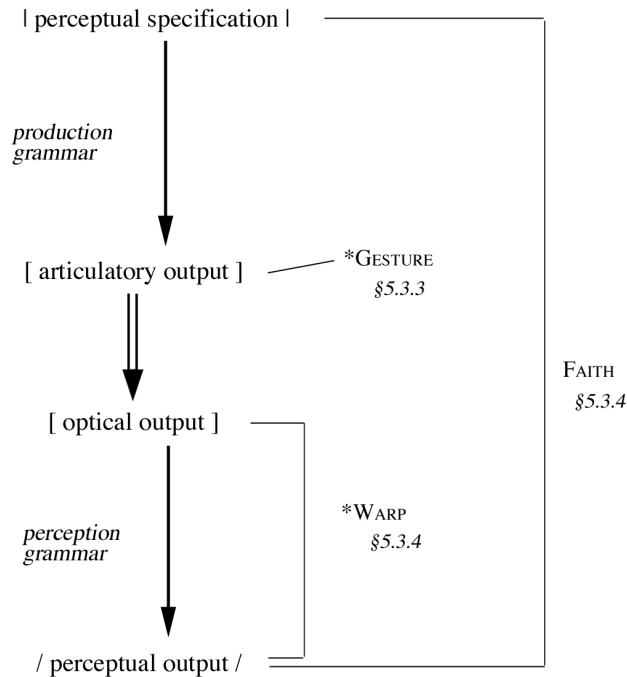 | perceptual specification |
production
grammar
[ articulatory output ]
*GESTURE
§5.3.3
FAITH
§5.3.4
[ optical output ]
*WARP
§5.3.4
perception
grammar
/ perceptual output /